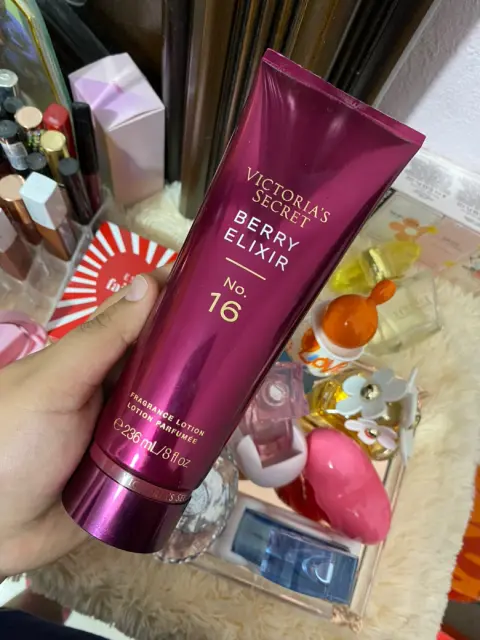 VICTORIA'S
SECRET
BERRY
ELIXIR
No.
16
FRAGRANCE LOTION
LOTION PARFUMÉE
℮236 mL/8 fl oz